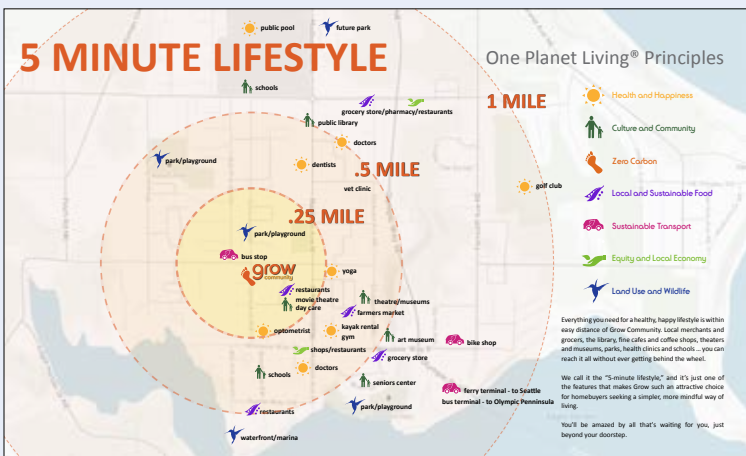 public pool
future park
5 MINUTE LIFESTYLE
One Planet Living® Principles
schools
grocery store/pharmacy/restaurants
1 MILE
Health and Happiness
public library
Culture and Community
doctors
park/playground
dentists
.5 MILE
Zero Carbon
vet clinic
golf club
Local and Sustainable Food
.25 MILE
park/playground
Sustainable Transport
bus stop
grow
community
yoga
Equity and Local Economy
restaurants
movie theatre
day care
theatre/museums
Land Use and Wildlife
farmers market
optometrist
kayak rental
gym
art museum
bike shop
shops/restaurants
grocery store
schools
doctors
seniors center
ferry terminal - to Seattle
bus terminal - to Olympic Penninsula
restaurants
park/playground
waterfront/marina
Everything you need for a healthy, happy lifestyle is within
easy distance of Grow Community. Local merchants and
grocers, the library, fine cafes and coffee shops, theaters
and museums, parks, health clinics and schools ... you can
reach it all without ever getting behind the wheel.
We call it the "5-minute lifestyle," and it's just one of
the features that makes Grow such an attractive choice
for homebuyers seeking a simpler, more mindful way of
living.
You'll be amazed by all that's waiting for you, just
beyond your doorstep.